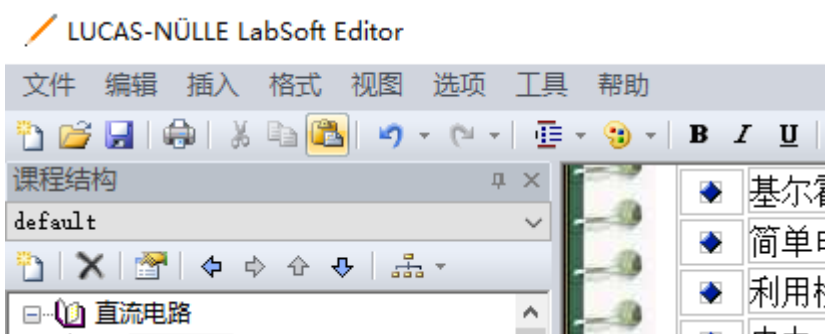 LUCAS-NÜLLE LabSoft Editor
文件 编辑 插入 格式 视图 选项 工具 帮助
B I U
课程结构
default
直流电路
基尔
简单
利用